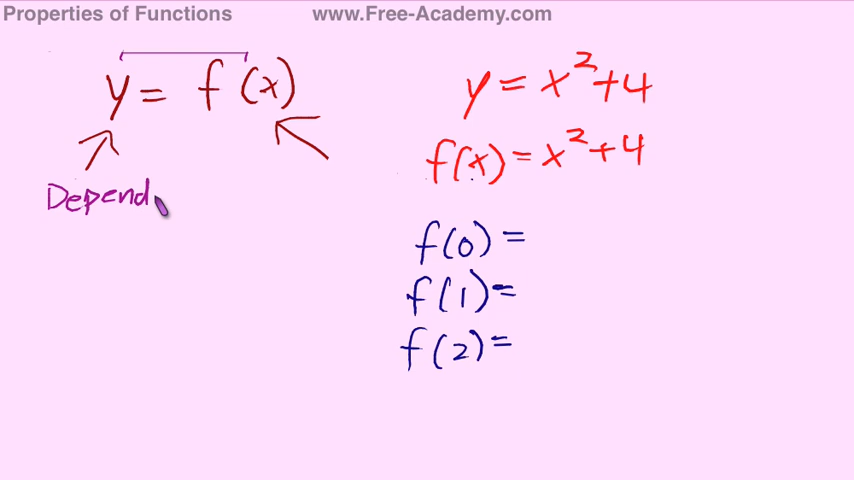 Properties of Functions www.Free-Academy.com
y = f(x)
Depend
y = x²+4
f(x) = x²+4
f(0) =
f(1) =
f(2) =